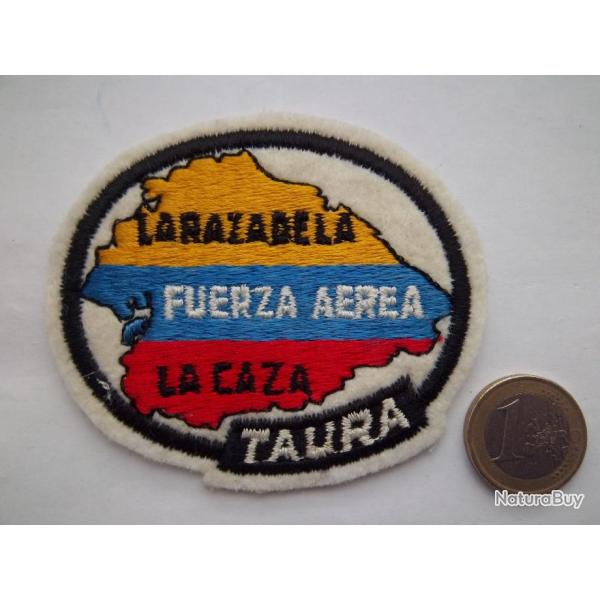 LARAZADELA
FUERZA AEREA
LA CAZA
TAURA
1
NaturaBuy